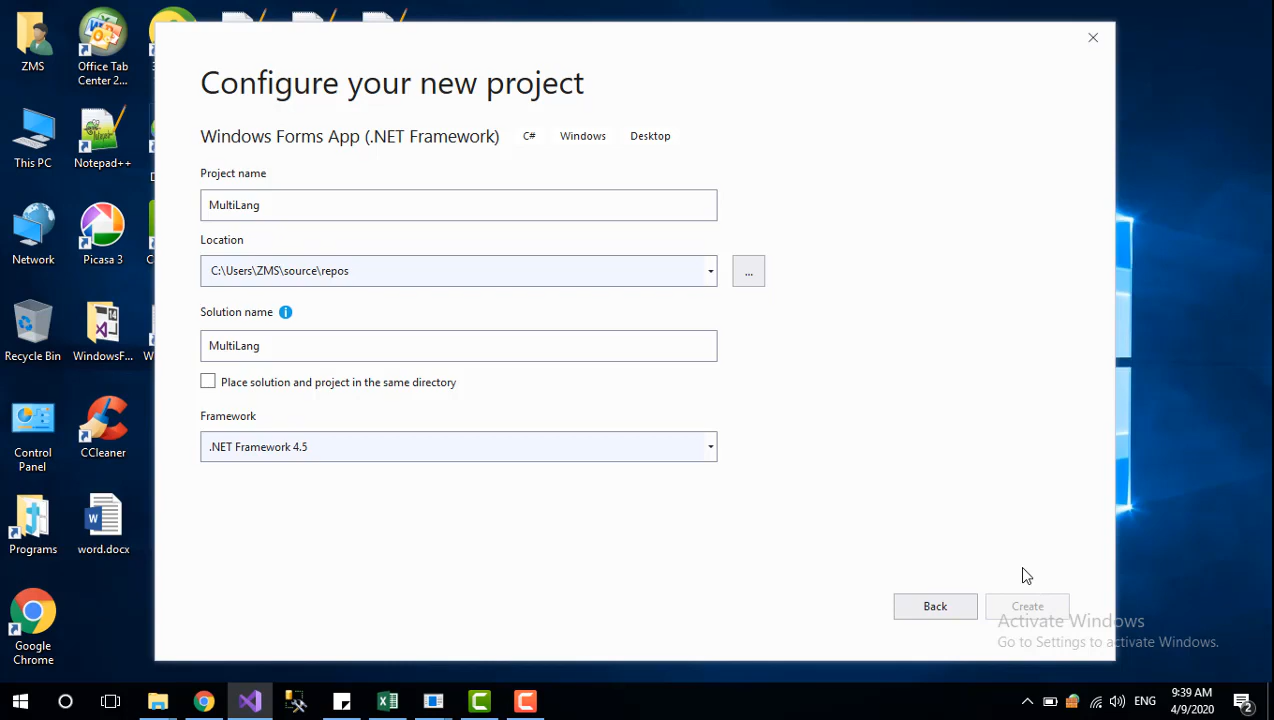 Configure your new project
Windows Forms App (.NET Framework) C# Windows Desktop
Project name
MultiLang
Location
C:\Users\ZMS\source\repos
...
Solution name
MultiLang
Place solution and project in the same directory
Framework
.NET Framework 4.5
Back
Create
Activate Windows
Go to Settings to activate Windows.
ZMS
Office Tab
Center 2...
This PC
Notepad++
Network
Picasa 3
Recycle Bin
WindowsF...
Control
Panel
CCleaner
Programs
word.docx
Google
Chrome
ENG
9:39 AM
4/9/2020
2